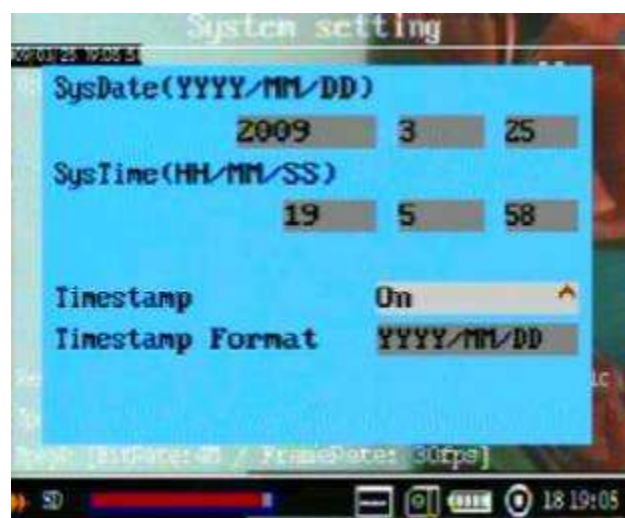 System setting
SysDate(YYYY/MM/DD)
2009 3 25
SysTime(HH/MM/SS)
19 5 58
Timestamp On
Timestamp Format YYYY/MM/DD
30fps]
SD 18 19:05